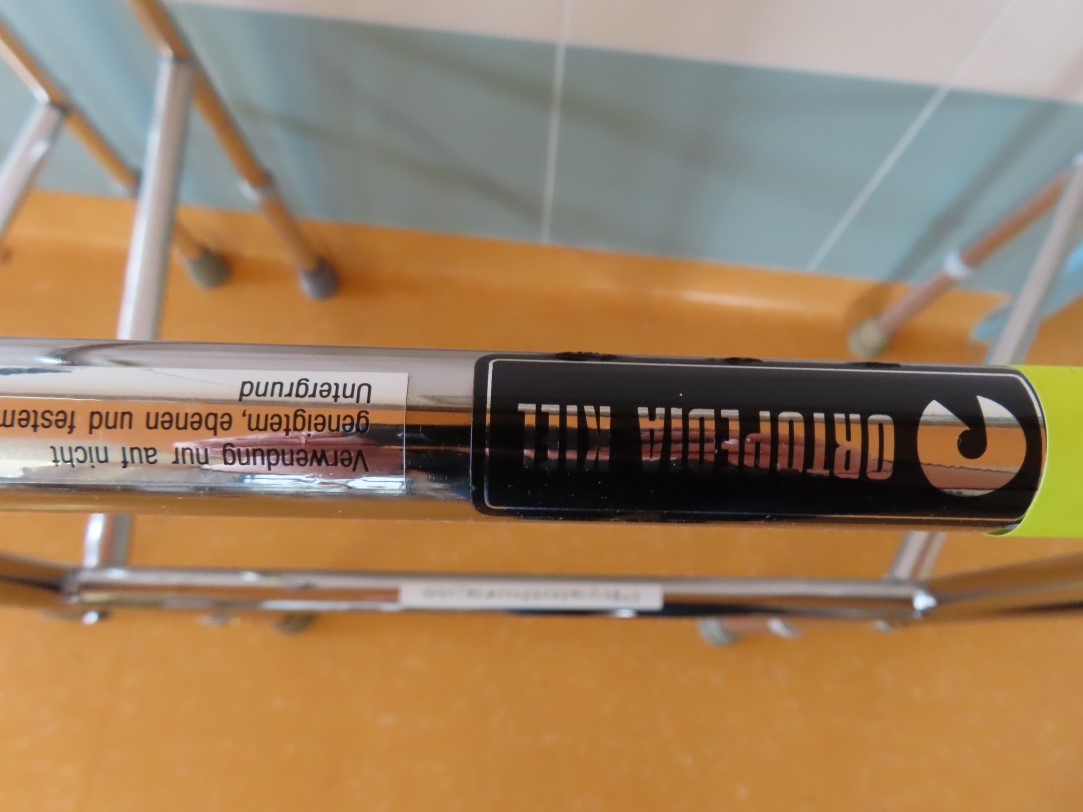 ORTOPEDIA KIEL
Verwendung nur auf nicht
geneigtem, ebenen und festem
Untergrund